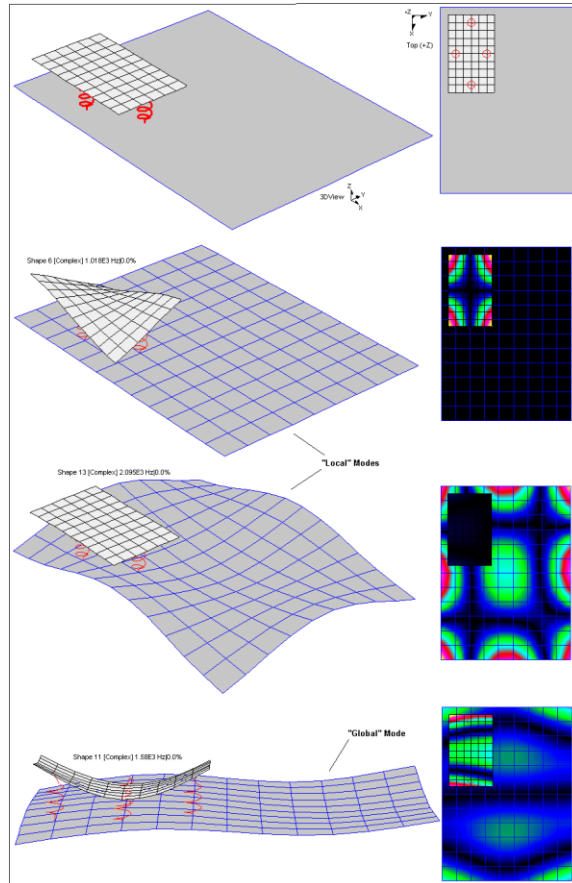 +Z Y
X
Top (+Z)
Z
Y
X
3DView
Shape 6 [Complex] 1.018E3 Hz|0.0%
"Local" Modes
Shape 13 [Complex] 2.095E3 Hz|0.0%
"Global" Mode
Shape 11 [Complex] 1.58E3 Hz|0.0%